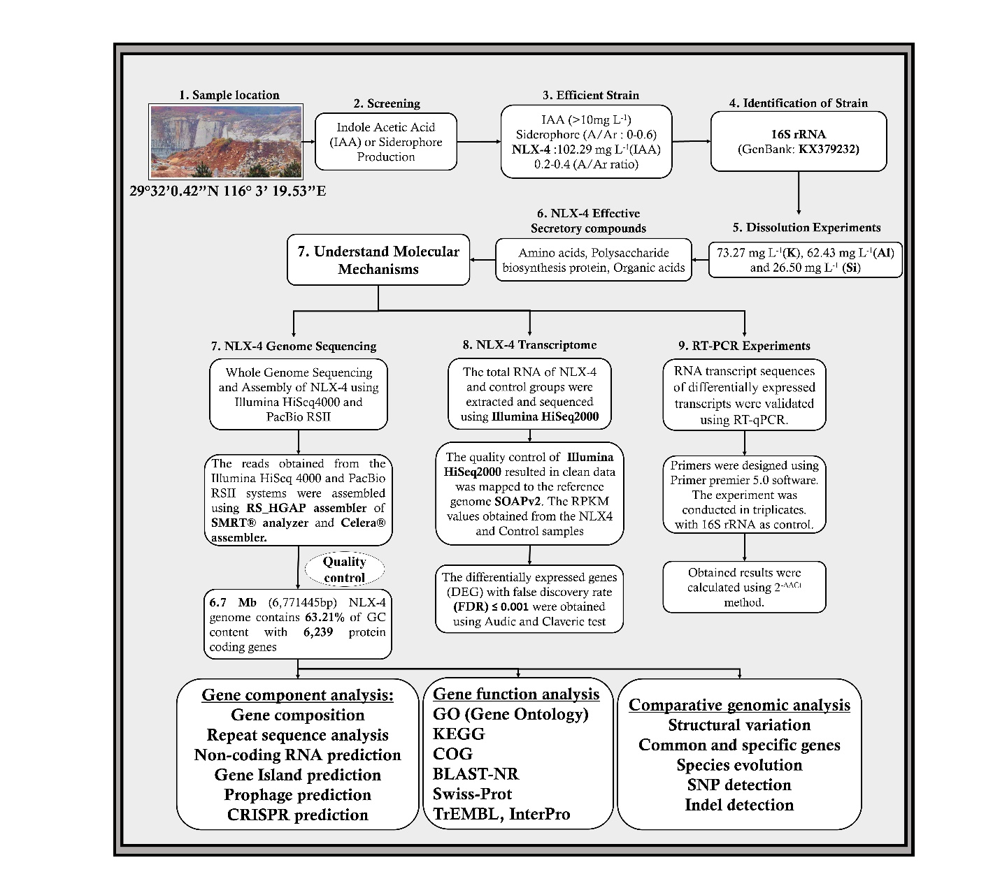 1. Sample location
29°32’0.42”N 116° 3’ 19.53”E
2. Screening
Indole Acetic Acid
(IAA) or Siderophore
Production
3. Efficient Strain
IAA (>10mg L⁻¹)
Siderophore (A/Ar : 0-0.6)
NLX-4 :102.29 mg L⁻¹(IAA)
0.2-0.4 (A/Ar ratio)
4. Identification of Strain
16S rRNA
(GenBank: KX379232)
5. Dissolution Experiments
73.27 mg L⁻¹(K), 62.43 mg L⁻¹(Al)
and 26.50 mg L⁻¹ (Si)
6. NLX-4 Effective
Secretory compounds
Amino acids, Polysaccharide
biosynthesis protein, Organic acids
7. Understand Molecular
Mechanisms
7. NLX-4 Genome Sequencing
Whole Genome Sequencing
and Assembly of NLX-4 using
Illumina HiSeq4000 and
PacBio RSII
The reads obtained from the
Illumina HiSeq 4000 and PacBio
RSII systems were assembled
using RS_HGAP assembler of
SMRT® analyzer and Celera®
assembler.
Quality
control
6.7 Mb (6,771445bp) NLX-4
genome contains 63.21% of GC
content with 6,239 protein
coding genes
8. NLX-4 Transcriptome
The total RNA of NLX-4
and control groups were
extracted and sequenced
using Illumina HiSeq2000
The quality control of Illumina
HiSeq2000 resulted in clean data
was mapped to the reference
genome SOAPv2. The RPKM
values obtained from the NLX4
and Control samples
The differentially expressed genes
(DEG) with false discovery rate
(FDR) ≤ 0.001 were obtained
using Audic and Claverie test
9. RT-PCR Experiments
RNA transcript sequences
of differentially expressed
transcripts were validated
using RT-qPCR.
Primers were designed using
Primer premier 5.0 software.
The experiment was
conducted in triplicates.
with 16S rRNA as control.
Obtained results were
calculated using 2-ΔΔCt
method.
Gene component analysis:
Gene composition
Repeat sequence analysis
Non-coding RNA prediction
Gene Island prediction
Prophage prediction
CRISPR prediction
Gene function analysis
GO (Gene Ontology)
KEGG
COG
BLAST-NR
Swiss-Prot
TrEMBL, InterPro
Comparative genomic analysis
Structural variation
Common and specific genes
Species evolution
SNP detection
Indel detection